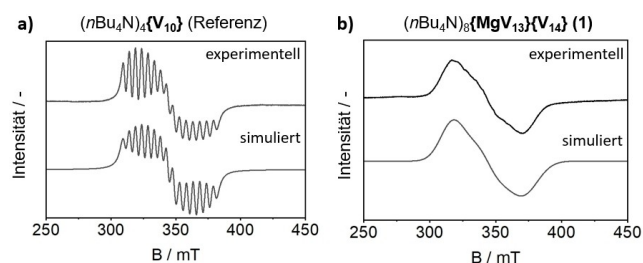 a) (nBu₄N)₄{V₁₀} (Referenz)
experimentell
simuliert
Intensität / -
250 300 350 400 450
B / mT
b) (nBu₄N)₈{MgV₁₃}{V₁₄} (1)
experimentell
simuliert
Intensität / -
250 300 350 400 450
B / mT